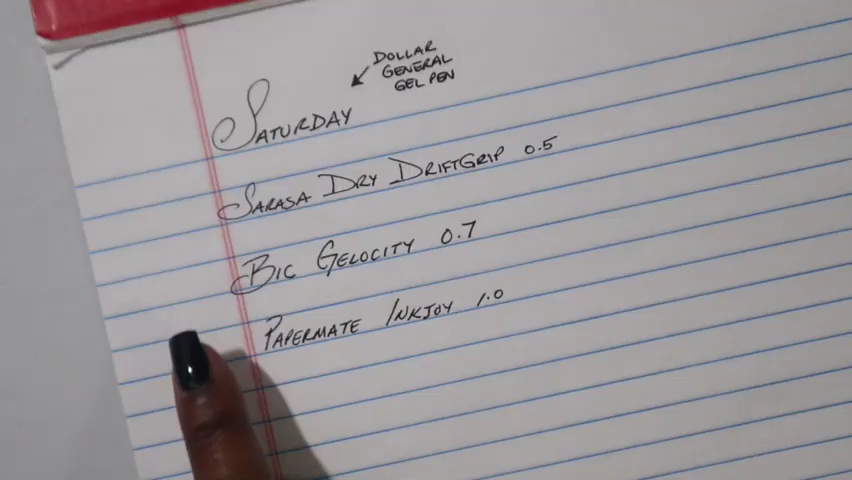 DOLLAR
GENERAL
GEL PEN
SATURDAY
SARASA DRY DRIFTGRIP 0.5
BIC GELOCITY 0.7
PAPERMATE INKJOY 1.0